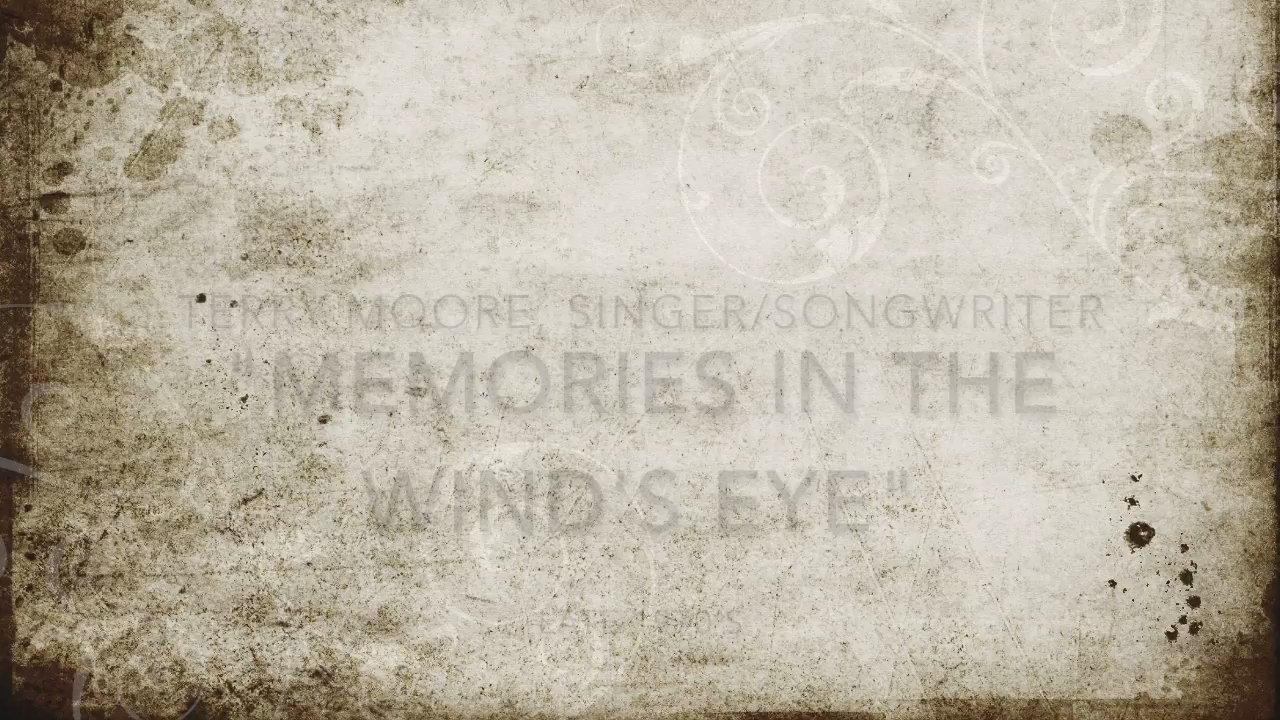 TERRY MOORE SINGER/SONGWRITER
"MEMORIES IN THE
WIND'S EYE"